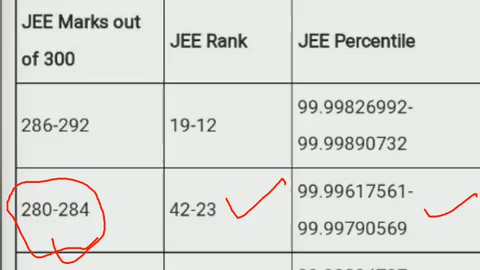 JEE Marks out of 300
JEE Rank
JEE Percentile
286-292
19-12
99.99826992-
99.99890732
280-284
42-23
99.99617561-
99.99790569